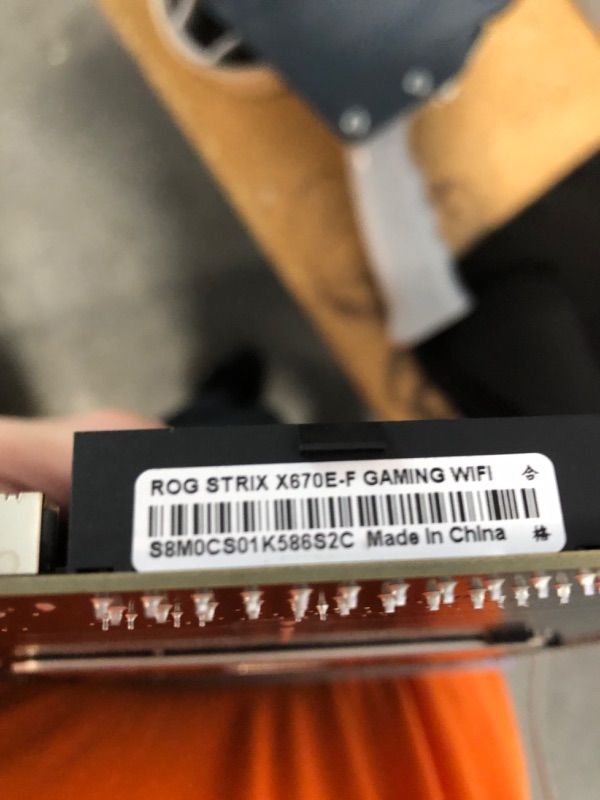 ROG STRIX X670E-F GAMING WIFI 合
S8M0CS01K586S2C Made in China 格